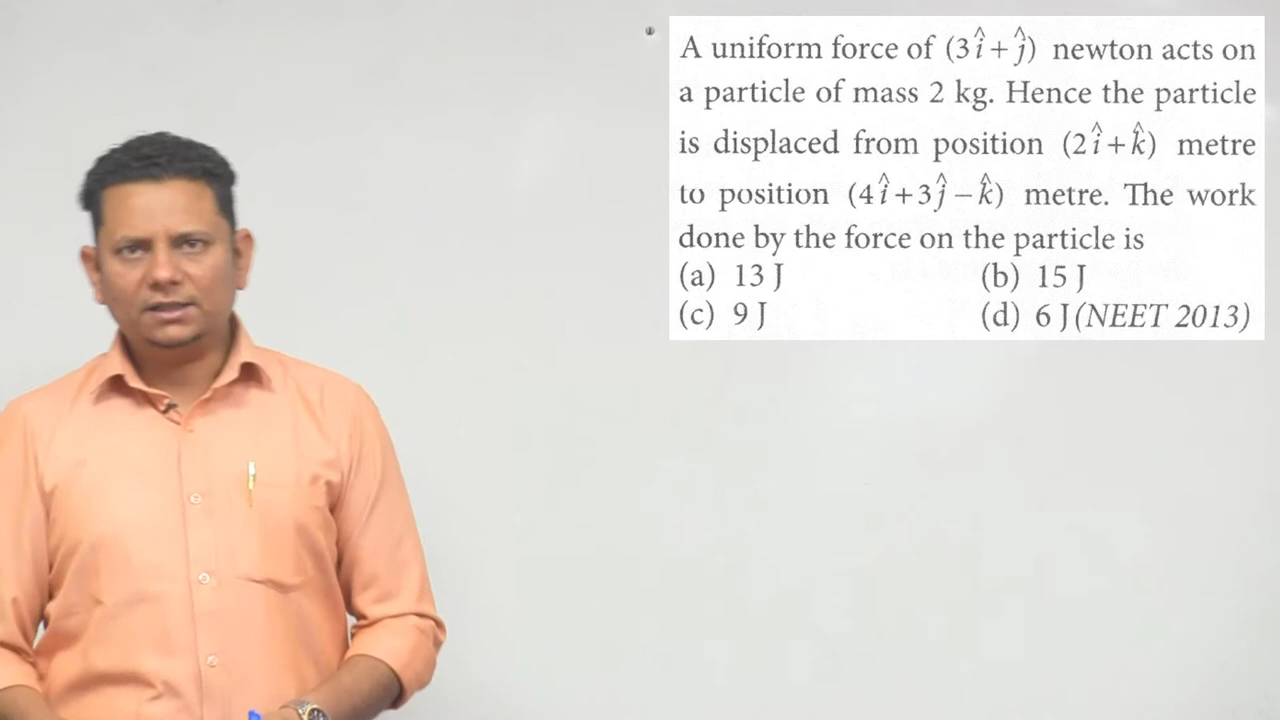 A uniform force of (3î+ĵ) newton acts on
a particle of mass 2 kg. Hence the particle
is displaced from position (2î+k̂) metre
to position (4î+3ĵ−k̂) metre. The work
done by the force on the particle is
(a) 13 J (b) 15 J
(c) 9 J (d) 6 J (NEET 2013)